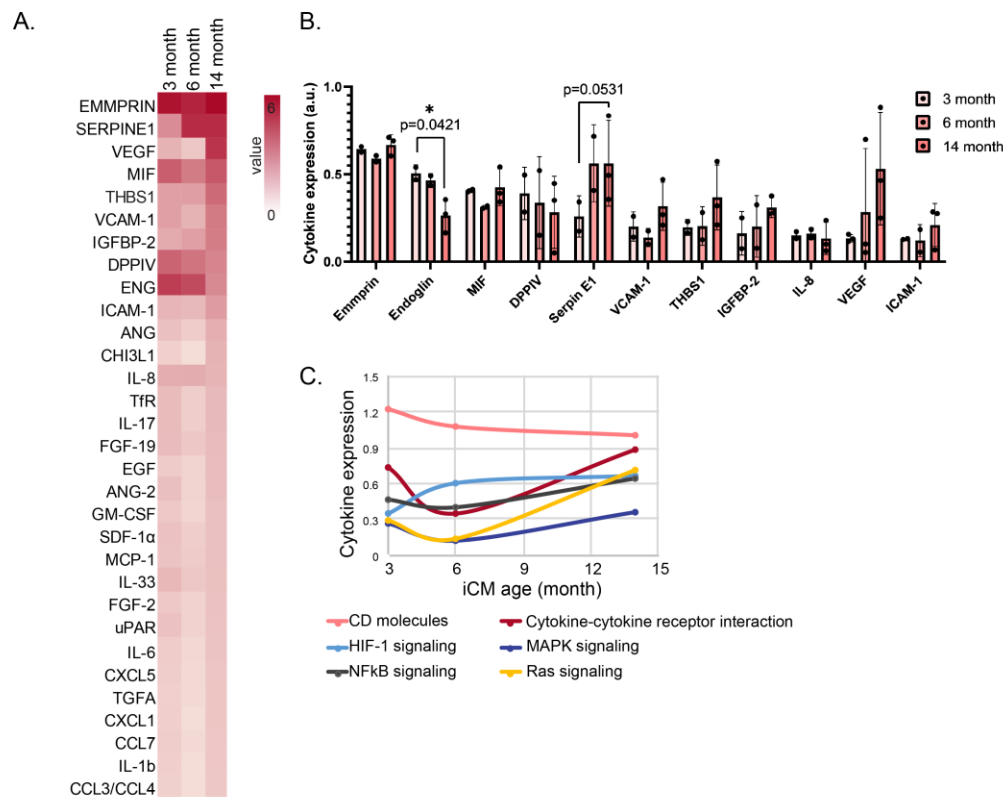 A.
3 month
6 month
14 month
EMMPRIN
SERPINE1
VEGF
MIF
THBS1
VCAM-1
IGFBP-2
DPPIV
ENG
ICAM-1
ANG
CHI3L1
IL-8
TfR
IL-17
FGF-19
EGF
ANG-2
GM-CSF
SDF-1α
MCP-1
IL-33
FGF-2
uPAR
IL-6
CXCL5
TGFA
CXCL1
CCL7
IL-1b
CCL3/CCL4
6
value
0
B.
Cytokine expression (a.u.)
1.0
0.5
0.0
*
p=0.0421
p=0.0531
3 month
6 month
14 month
Emmprin
Endoglin
MIF
DPPIV
Serpin E1
VCAM-1
THBS1
IGFBP-2
IL-8
VEGF
ICAM-1
C.
Cytokine expression
1.5
1.2
0.9
0.6
0.3
0
3 6 9 12 15
iCM age (month)
CD molecules
Cytokine-cytokine receptor interaction
HIF-1 signaling
MAPK signaling
NFkB signaling
Ras signaling